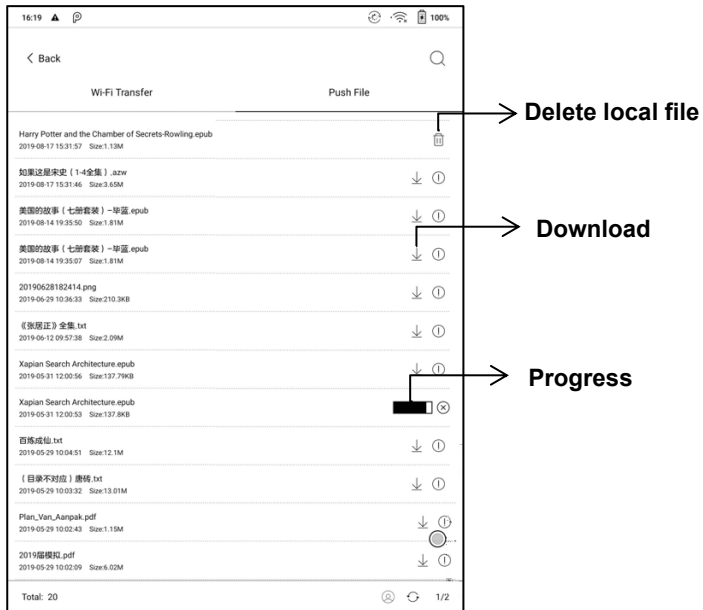 16:19 100%
Back
Wi-Fi Transfer Push File
Delete local file
Harry Potter and the Chamber of Secrets-Rowling.epub
2019-08-17 15:31:57 Size:1.13M
如果这是宋史（1-4全集）.azw
2019-08-17 15:31:46 Size:3.65M
美国的故事（七册套装）-毕蓝.epub
2019-08-14 19:35:50 Size:1.81M
Download
美国的故事（七册套装）-毕蓝.epub
2019-08-14 19:35:07 Size:1.81M
20190628182414.png
2019-06-29 10:36:33 Size:210.3KB
《张居正》全集.txt
2019-06-12 09:57:38 Size:2.09M
Xapian Search Architecture.epub
2019-05-31 12:00:56 Size:137.79KB
Progress
Xapian Search Architecture.epub
2019-05-31 12:00:53 Size:137.8KB
百炼成仙.txt
2019-05-29 10:04:51 Size:12.1M
（目录不对应）唐砖.txt
2019-05-29 10:03:32 Size:13.01M
Plan_Van_Aanpak.pdf
2019-05-29 10:02:43 Size:1.15M
2019届模拟.pdf
2019-05-29 10:02:09 Size:6.02M
Total: 20 1/2